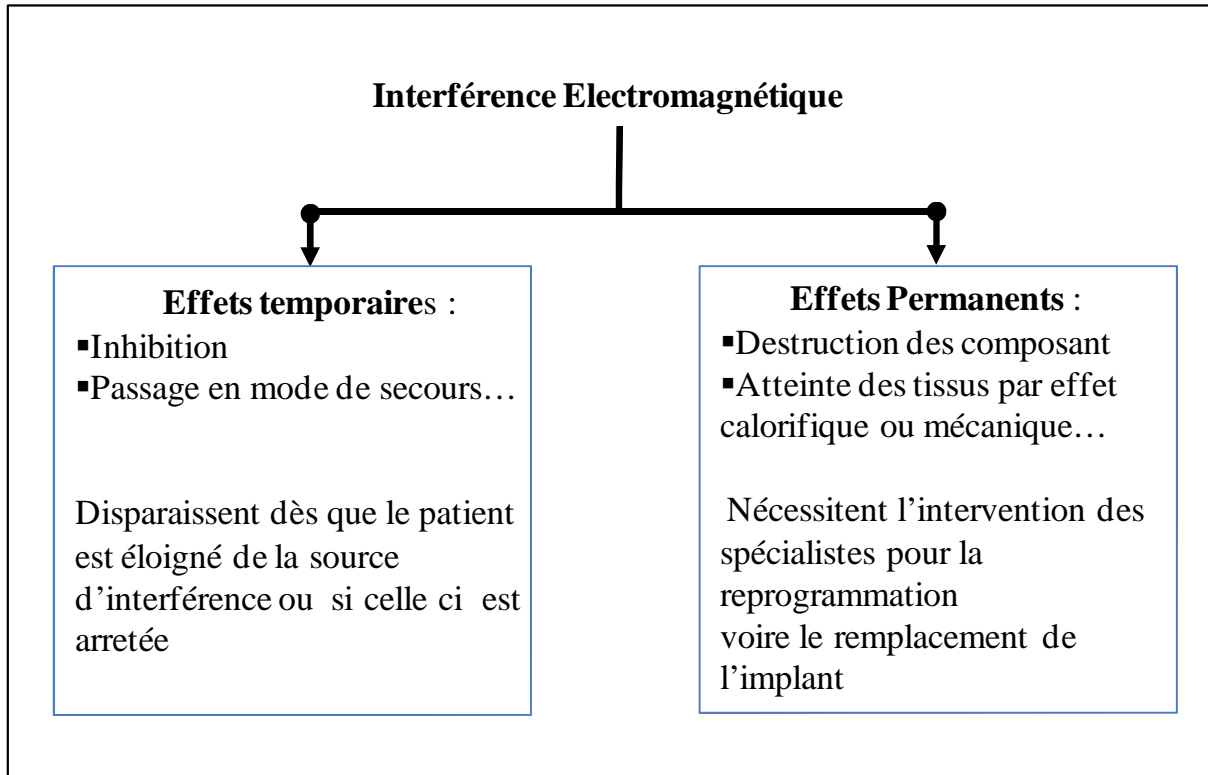 Interférence Electromagnétique
Effets temporaires :
▪Inhibition
▪Passage en mode de secours…
Disparaissent dès que le patient
est éloigné de la source
d’interférence ou si celle ci est
arretée
Effets Permanents :
▪Destruction des composant
▪Atteinte des tissus par effet
calorifique ou mécanique…
Nécessitent l’intervention des
spécialistes pour la
reprogrammation
voire le remplacement de
l’implant